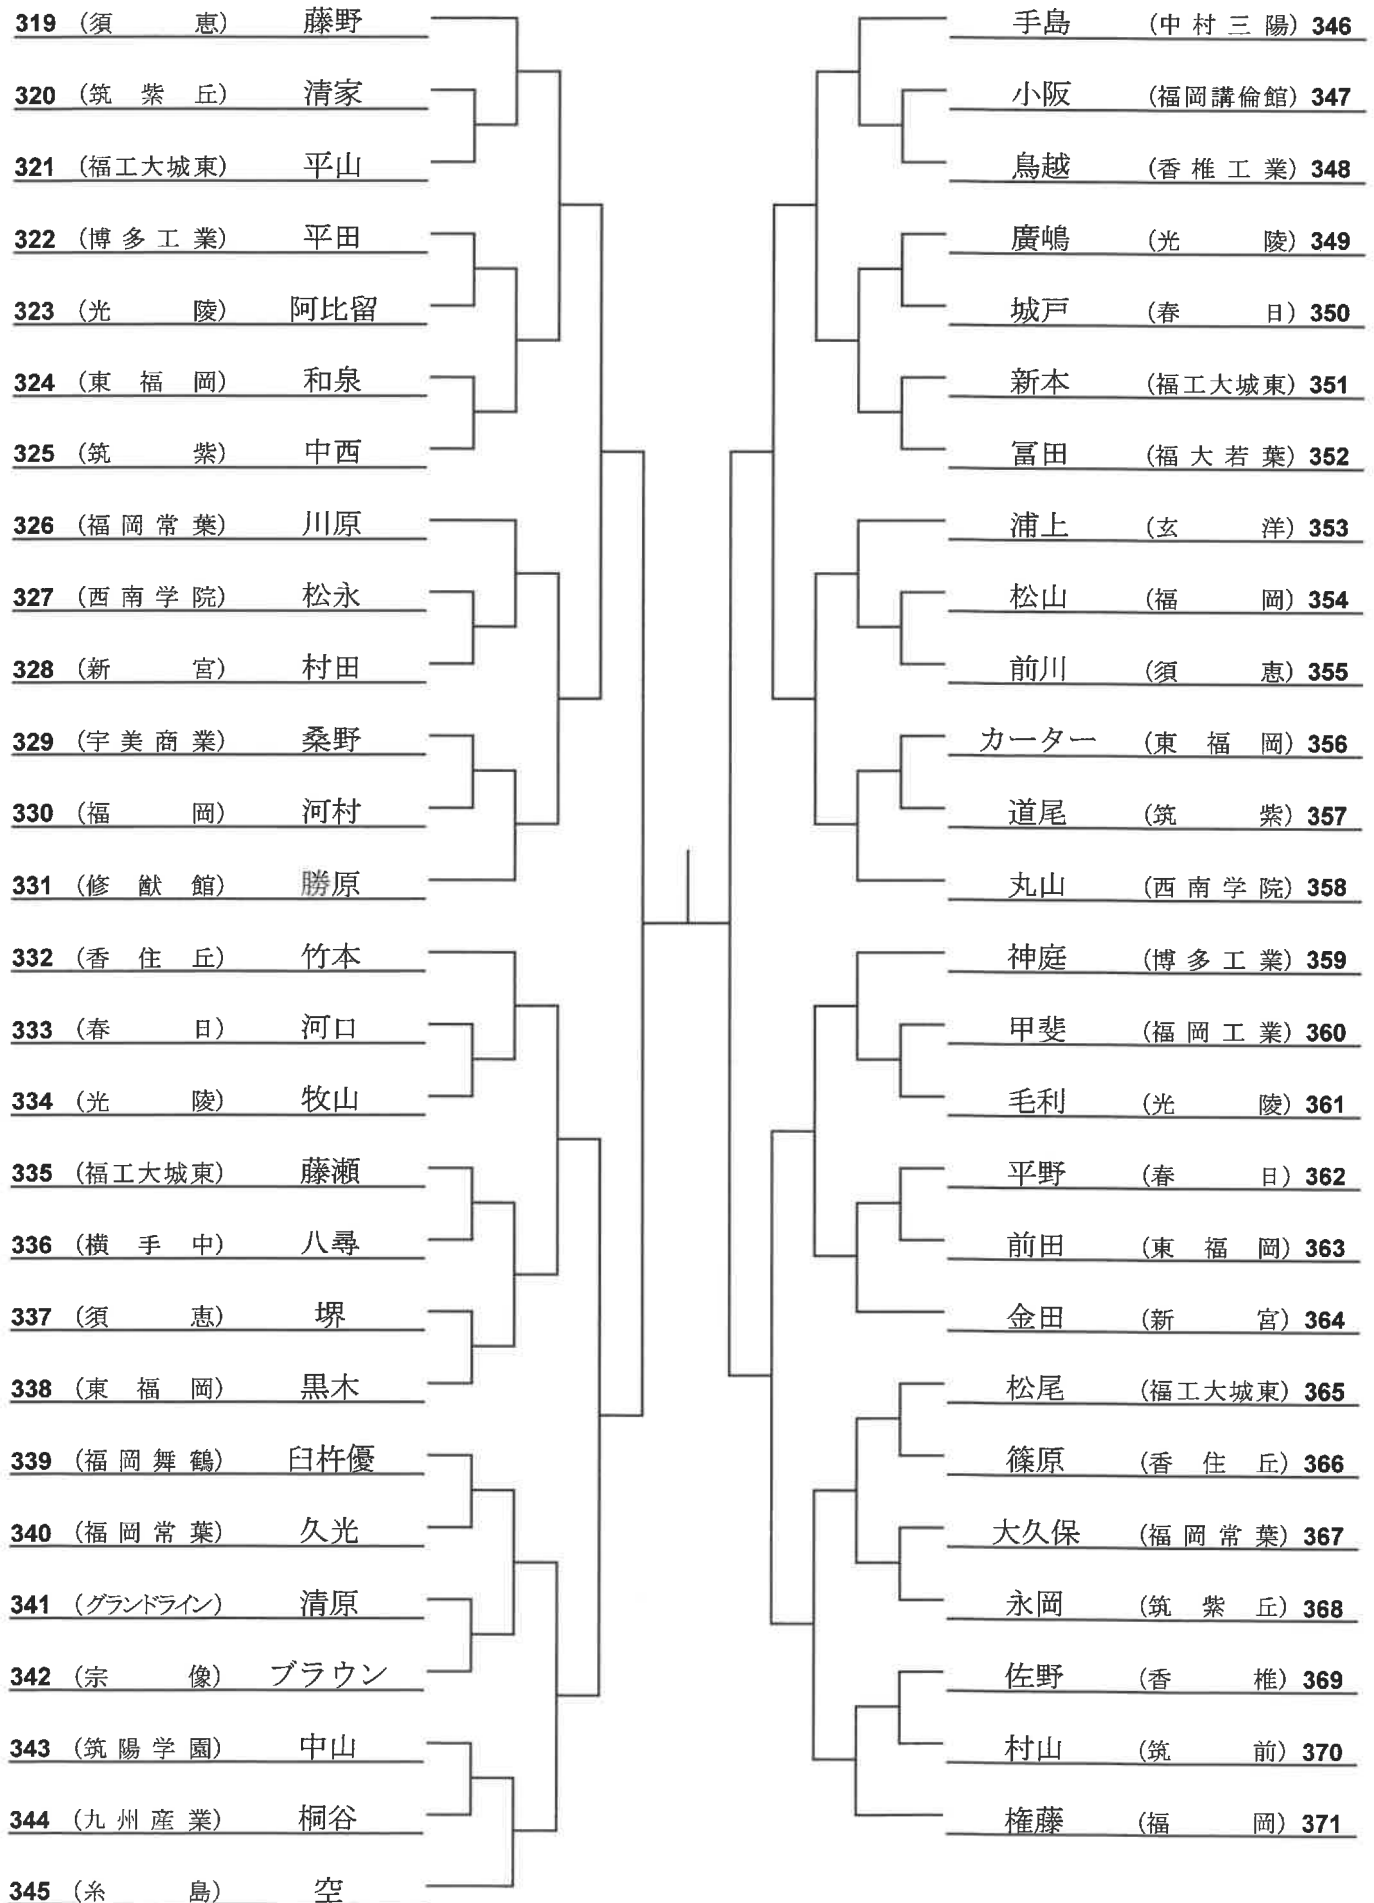 319 (須恵) 藤野
320 (筑紫丘) 清家
321 (福工大城東) 平山
322 (博多工業) 平田
323 (光陵) 阿比留
324 (東福岡) 和泉
325 (筑紫) 中西
326 (福岡常葉) 川原
327 (西南学院) 松永
328 (新宮) 村田
329 (宇美商業) 桑野
330 (福岡) 河村
331 (修猷館) 勝原
332 (香住丘) 竹本
333 (春日) 河口
334 (光陵) 牧山
335 (福工大城東) 藤瀬
336 (横手中) 八尋
337 (須恵) 堺
338 (東福岡) 黒木
339 (福岡舞鶴) 臼杵優
340 (福岡常葉) 久光
341 (グランドライン) 清原
342 (宗像) ブラウン
343 (筑陽学園) 中山
344 (九州産業) 桐谷
345 (糸島) 空
手島 (中村三陽) 346
小阪 (福岡講倫館) 347
鳥越 (香椎工業) 348
廣嶋 (光陵) 349
城戸 (春日) 350
新本 (福工大城東) 351
冨田 (福大若葉) 352
浦上 (玄洋) 353
松山 (福岡) 354
前川 (須恵) 355
カーター (東福岡) 356
道尾 (筑紫) 357
丸山 (西南学院) 358
神庭 (博多工業) 359
甲斐 (福岡工業) 360
毛利 (光陵) 361
平野 (春日) 362
前田 (東福岡) 363
金田 (新宮) 364
松尾 (福工大城東) 365
篠原 (香住丘) 366
大久保 (福岡常葉) 367
永岡 (筑紫丘) 368
佐野 (香椎) 369
村山 (筑前) 370
権藤 (福岡) 371